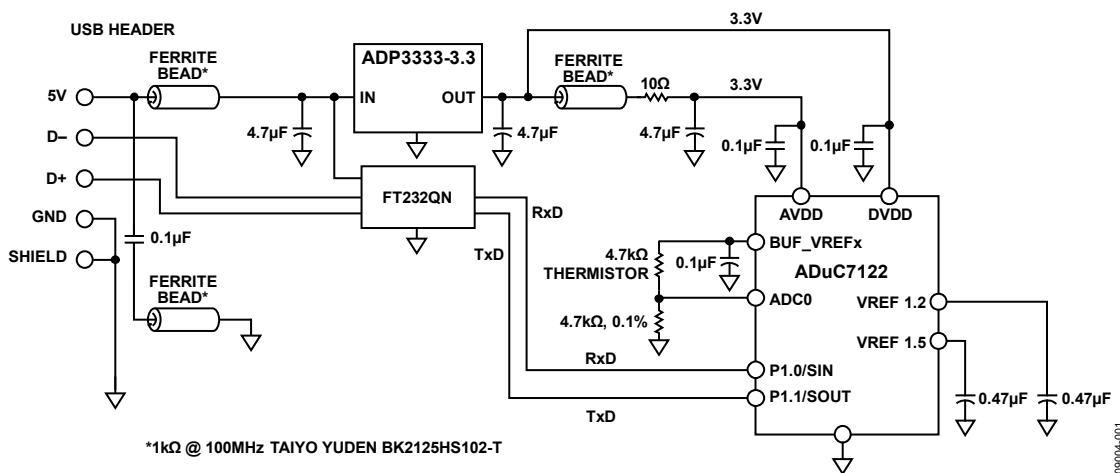 USB HEADER
5V
D–
D+
GND
SHIELD
FERRITE
BEAD*
4.7µF
ADP3333-3.3
IN
OUT
4.7µF
FERRITE
BEAD*
10Ω
4.7µF
3.3V
3.3V
0.1µF
0.1µF
FT232QN
RxD
TxD
0.1µF
FERRITE
BEAD*
4.7kΩ
THERMISTOR
0.1µF
4.7kΩ, 0.1%
RxD
TxD
AVDD
DVDD
BUF_VREFx
ADuC7122
ADC0
VREF 1.2
VREF 1.5
P1.0/SIN
P1.1/SOUT
0.47µF
0.47µF
*1kΩ @ 100MHz TAIYO YUDEN BK2125HS102-T
09004-001